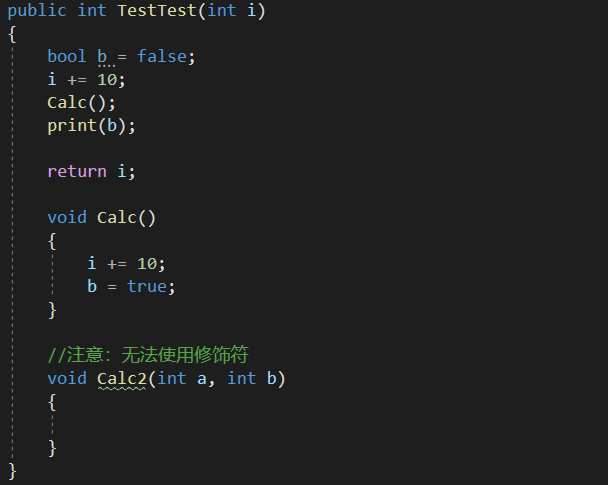 public int TestTest(int i)
{
    bool b = false;
    i += 10;
    Calc();
    print(b);
    return i;
    void Calc()
    {
        i += 10;
        b = true;
    }
    //注意: 无法使用修饰符
    void Calc2(int a, int b)
    {
    }
}